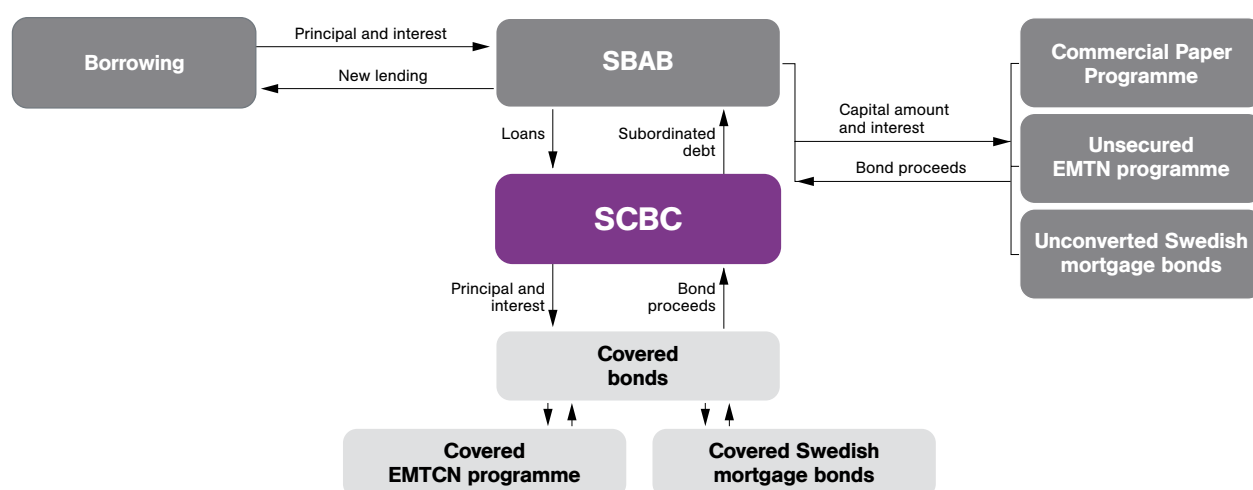 Borrowing
Principal and interest
New lending
SBAB
Commercial Paper
Programme
Capital amount
and interest
Bond proceeds
Unsecured
EMTN programme
Unconverted Swedish
mortgage bonds
Loans
Subordinated
debt
SCBC
Principal and
interest
Bond
proceeds
Covered
bonds
Covered
EMTCN programme
Covered Swedish
mortgage bonds